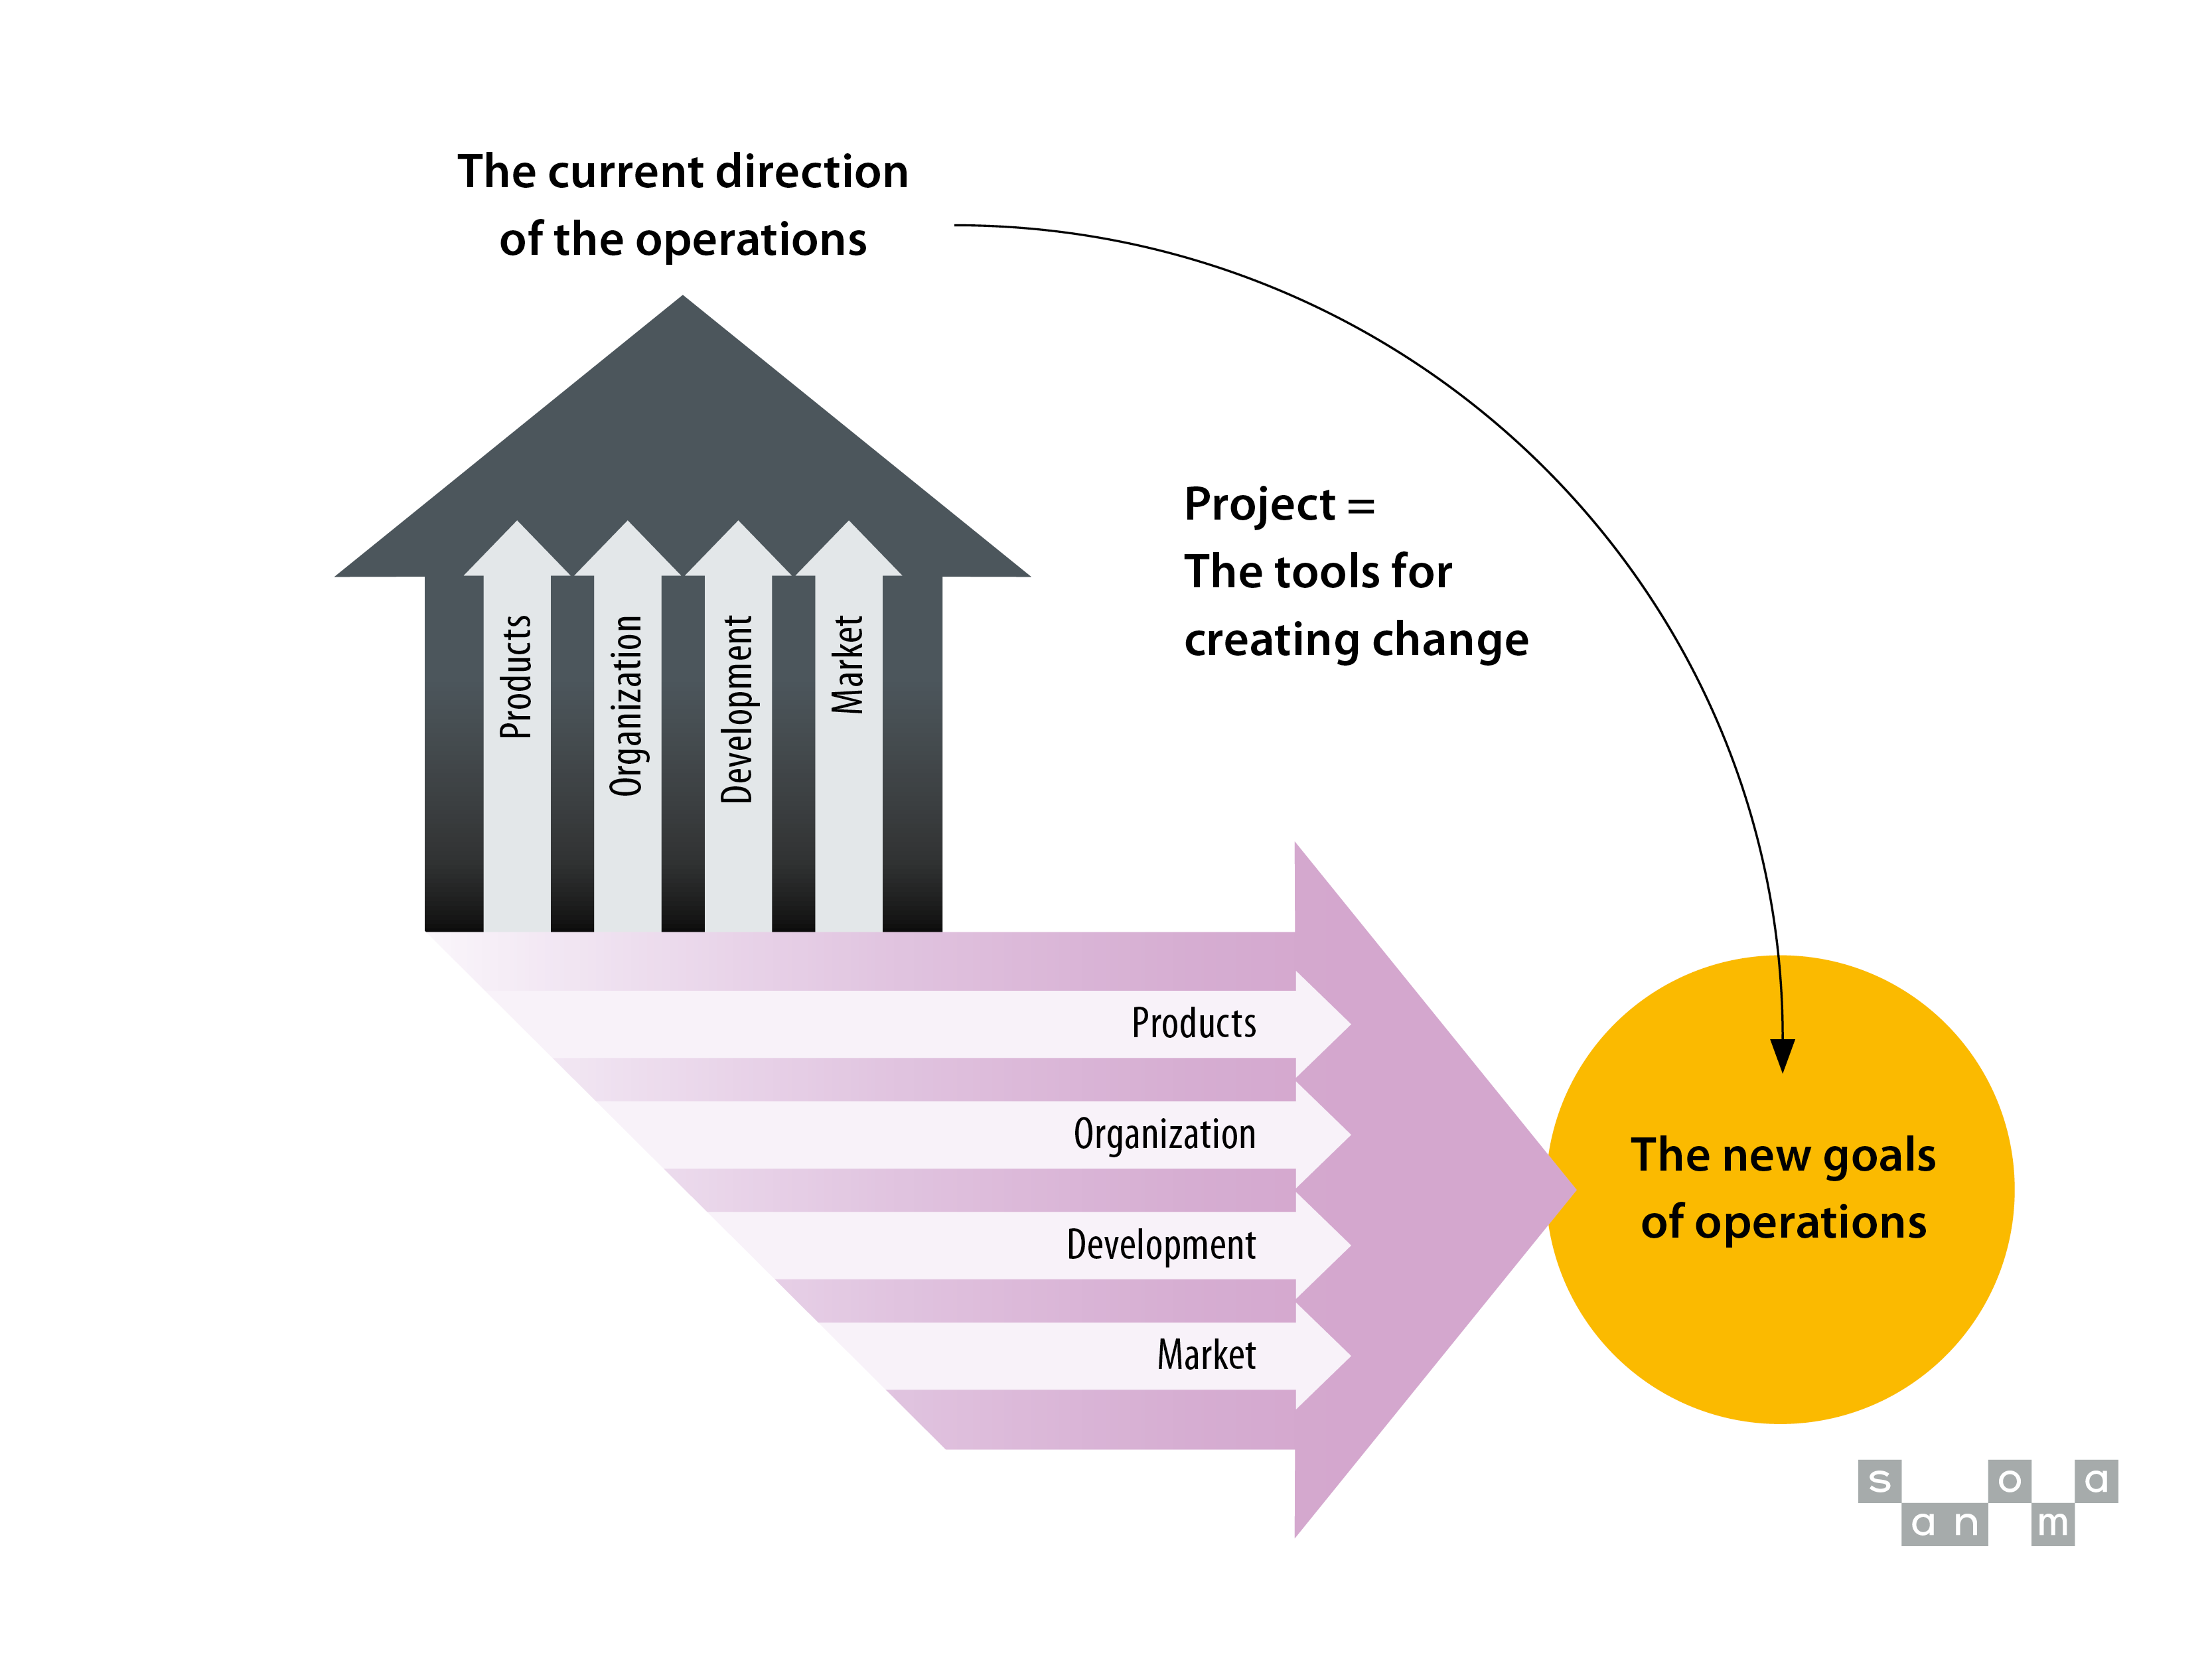 The current direction
of the operations
Project =
The tools for
creating change
Products
Organization
Development
Market
Products
Organization
Development
Market
The new goals
of operations
sanoma